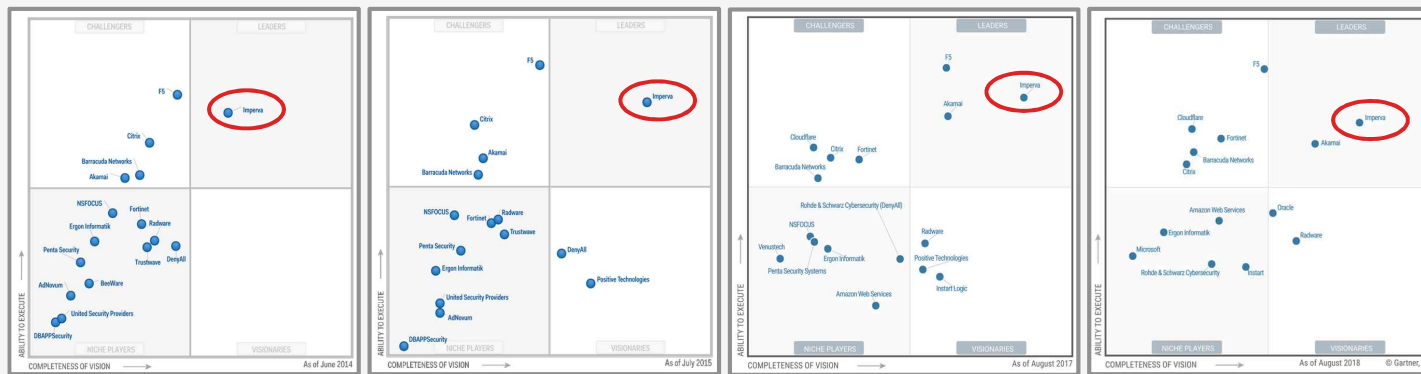 CHALLENGERS
LEADERS
F5
Imperva
Citrix
Barracuda Networks
Akamai
NSFOCUS
Fortinet
Ergon Informatik
Radware
Penta Security
Trustwave
DenyAll
BeeWare
AdNovum
United Security Providers
DBAPPSecurity
NICHE PLAYERS
VISIONARIES
ABILITY TO EXECUTE
COMPLETENESS OF VISION
As of June 2014
CHALLENGERS
LEADERS
F5
Imperva
Citrix
Akamai
Barracuda Networks
NSFOCUS
Radware
Fortinet
Trustwave
Penta Security
DenyAll
Ergon Informatik
Positive Technologies
United Security Providers
AdNovum
DBAPPSecurity
NICHE PLAYERS
VISIONARIES
ABILITY TO EXECUTE
COMPLETENESS OF VISION
As of July 2015
CHALLENGERS
LEADERS
F5
Imperva
Akamai
Cloudflare
Citrix
Fortinet
Barracuda Networks
Rohde & Schwarz Cybersecurity (DenyAll)
NSFOCUS
Radware
Venustech
Ergon Informatik
Positive Technologies
Penta Security Systems
Instart Logic
Amazon Web Services
NICHE PLAYERS
VISIONARIES
ABILITY TO EXECUTE
COMPLETENESS OF VISION
As of August 2017
CHALLENGERS
LEADERS
F5
Imperva
Cloudflare
Fortinet
Akamai
Barracuda Networks
Citrix
Oracle
Amazon Web Services
Ergon Informatik
Radware
Microsoft
Rohde & Schwarz Cybersecurity
Instart
NICHE PLAYERS
VISIONARIES
ABILITY TO EXECUTE
COMPLETENESS OF VISION
As of August 2018
© Gartner,